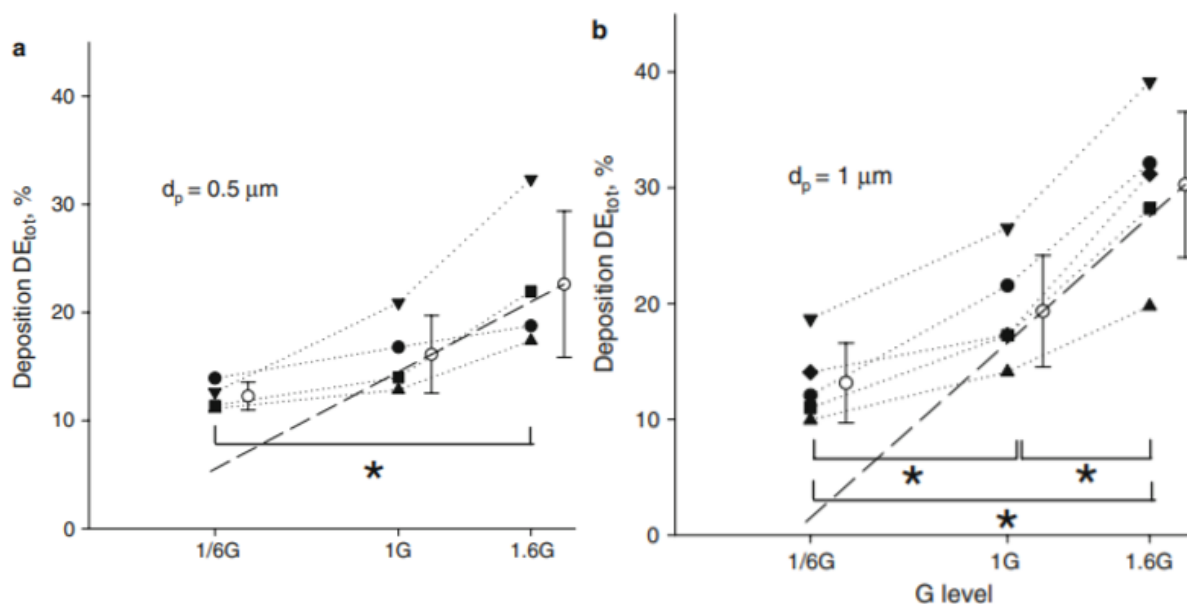 a
Deposition DE_tot, %
40
30
20
10
0
d_p = 0.5 μm
*
1/6G
1G
1.6G
b
Deposition DE_tot, %
40
30
20
10
0
d_p = 1 μm
*
*
*
1/6G
1G
1.6G
G level